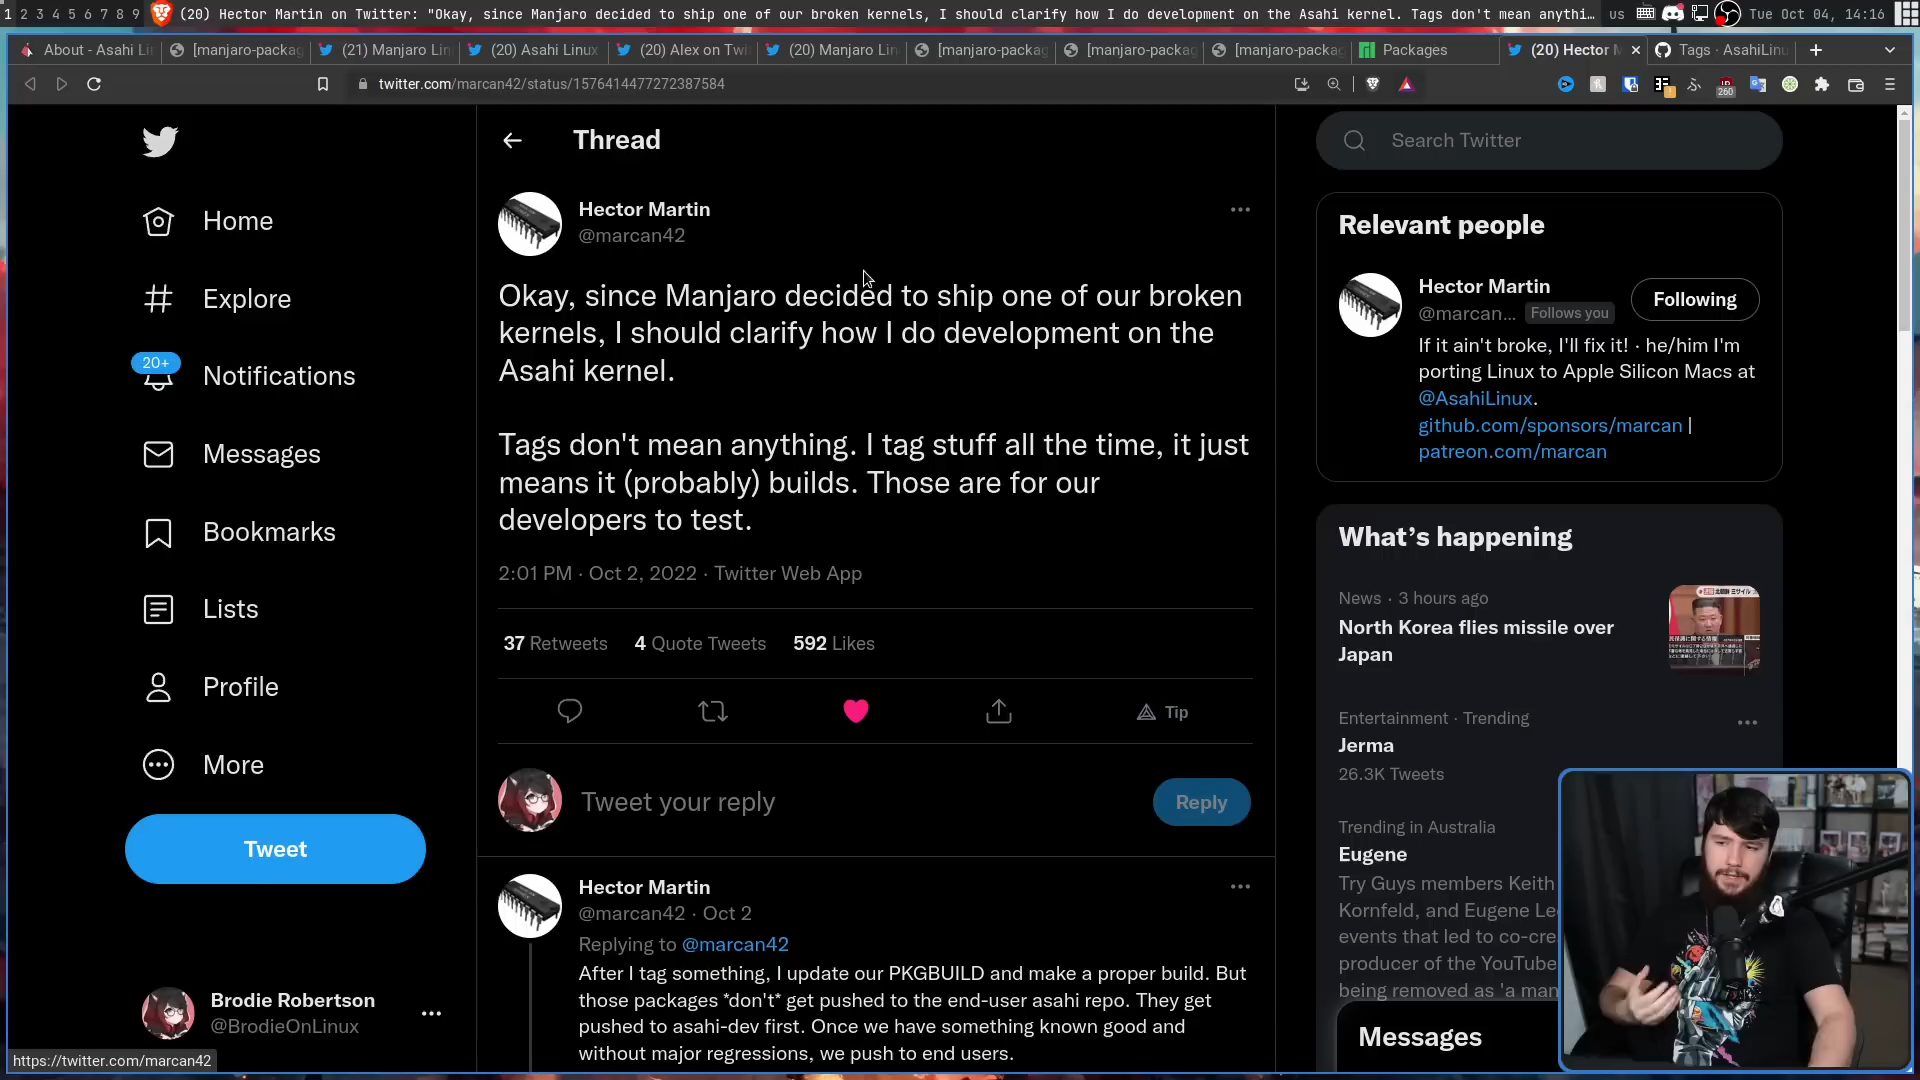 1 2 3 4 5 6 7 8 9 (20) Hector Martin on Twitter: "Okay, since Manjaro decided to ship one of our broken kernels, I should clarify how I do development on the Asahi kernel. Tags don't mean anythi… us Tue Oct 04, 14:16
About - Asahi Li [manjaro-packag (21) Manjaro Lin (20) Asahi Linux (20) Alex on Twi (20) Manjaro Lin [manjaro-packag [manjaro-packag [manjaro-packag Packages (20) Hector M Tags · AsahiLinu
twitter.com/marcan42/status/1576414477272387584
260
Thread
Search Twitter
Home
Explore
20+
Notifications
Messages
Bookmarks
Lists
Profile
More
Tweet
Brodie Robertson
@BrodieOnLinux
https://twitter.com/marcan42
Hector Martin
@marcan42
Okay, since Manjaro decided to ship one of our broken
kernels, I should clarify how I do development on the
Asahi kernel.
Tags don't mean anything. I tag stuff all the time, it just
means it (probably) builds. Those are for our
developers to test.
2:01 PM · Oct 2, 2022 · Twitter Web App
37 Retweets 4 Quote Tweets 592 Likes
Tip
Tweet your reply
Reply
Hector Martin
@marcan42 · Oct 2
Replying to @marcan42
After I tag something, I update our PKGBUILD and make a proper build. But
those packages *don't* get pushed to the end-user asahi repo. They get
pushed to asahi-dev first. Once we have something known good and
without major regressions, we push to end users.
Relevant people
Hector Martin
@marcan... Follows you
Following
If it ain't broke, I'll fix it! · he/him I'm
porting Linux to Apple Silicon Macs at
@AsahiLinux.
github.com/sponsors/marcan |
patreon.com/marcan
What's happening
News · 3 hours ago
North Korea flies missile over
Japan
Entertainment · Trending
Jerma
26.3K Tweets
Trending in Australia
Eugene
Try Guys members Keith
Kornfeld, and Eugene Le
events that led to co-cre
producer of the YouTube
being removed as 'a man
Messages